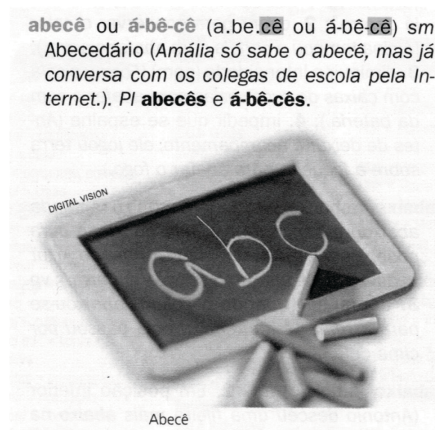 abecê ou á-bê-cê (a.be.cê ou á-bê-cê) sm
Abecedário (Amália só sabe o abecê, mas já
conversa com os colegas de escola pela In-
ternet.). Pl abecês e á-bê-cês.
DIGITAL VISION
abc
Abecê